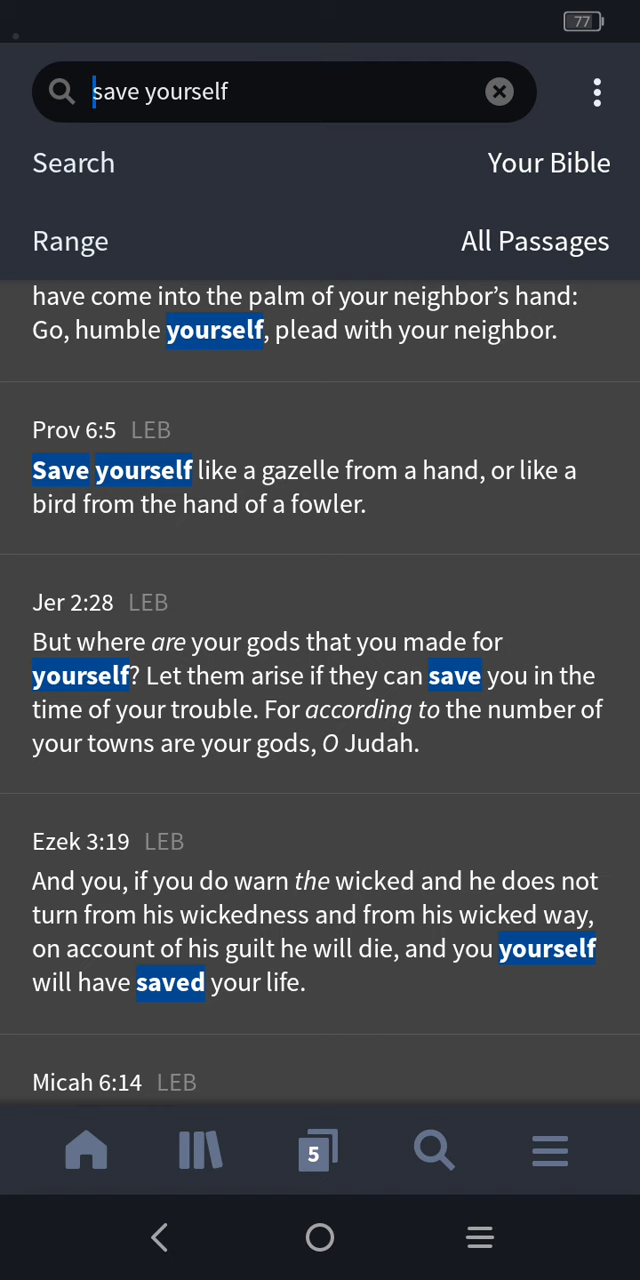 77
save yourself
Search Your Bible
Range All Passages
have come into the palm of your neighbor’s hand:
Go, humble yourself, plead with your neighbor.
Prov 6:5 LEB
Save yourself like a gazelle from a hand, or like a
bird from the hand of a fowler.
Jer 2:28 LEB
But where are your gods that you made for
yourself? Let them arise if they can save you in the
time of your trouble. For according to the number of
your towns are your gods, O Judah.
Ezek 3:19 LEB
And you, if you do warn the wicked and he does not
turn from his wickedness and from his wicked way,
on account of his guilt he will die, and you yourself
will have saved your life.
Micah 6:14 LEB
5